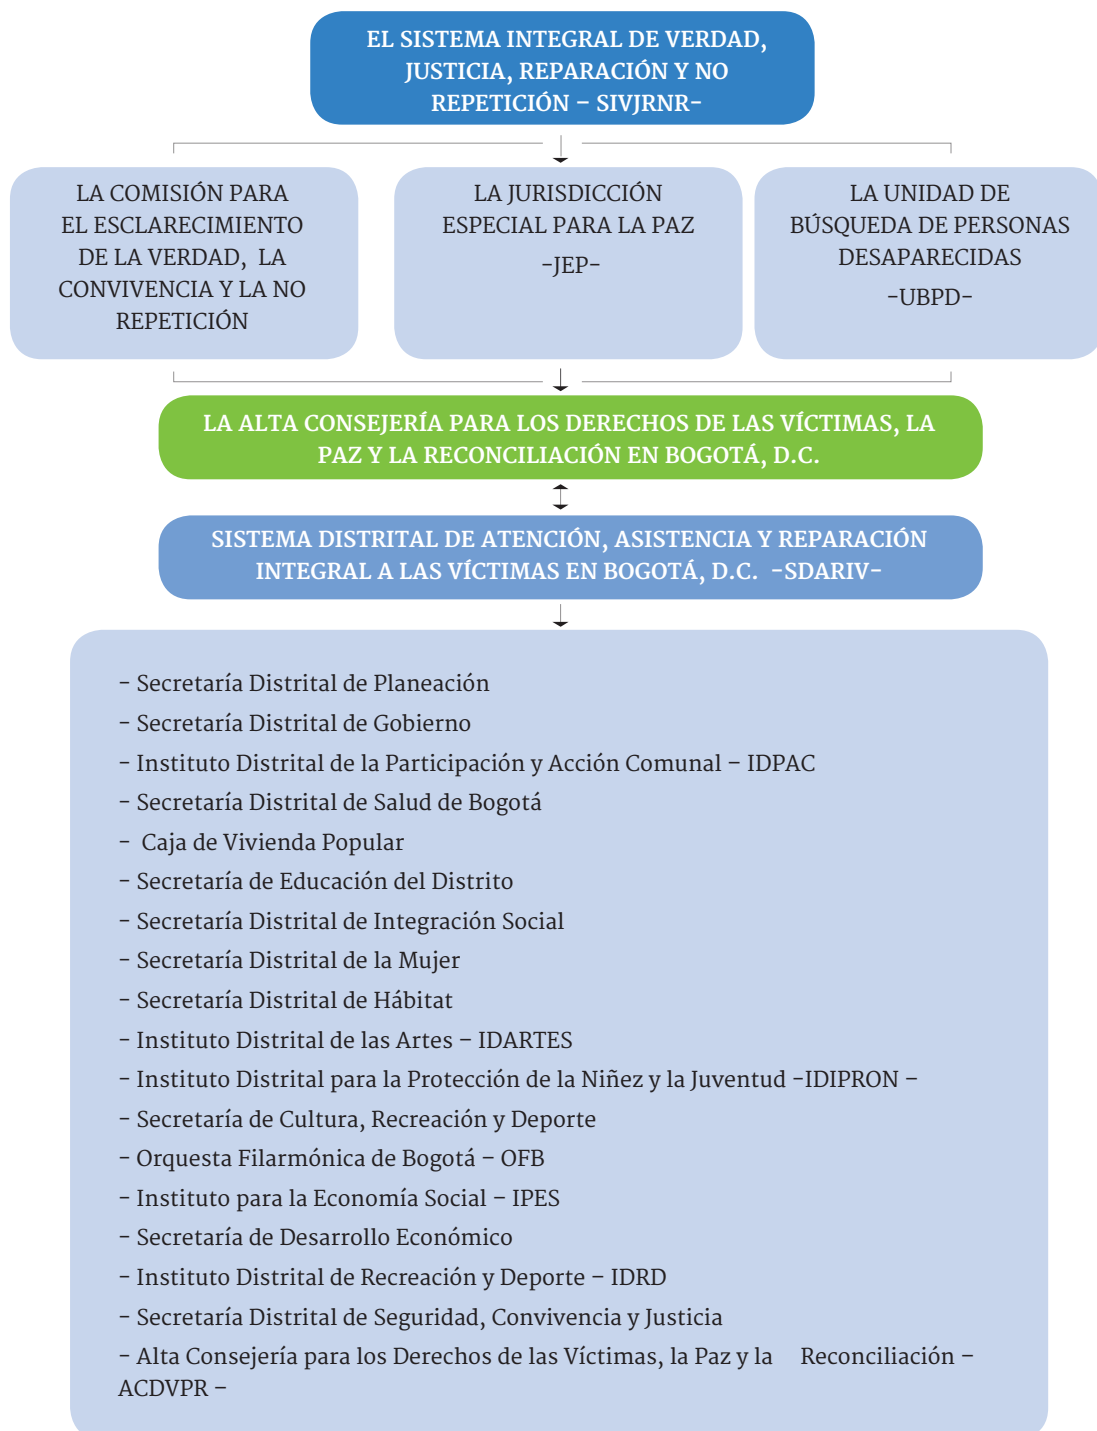 EL SISTEMA INTEGRAL DE VERDAD,
JUSTICIA, REPARACIÓN Y NO
REPETICIÓN – SIVJRNR-
LA COMISIÓN PARA
EL ESCLARECIMIENTO
DE LA VERDAD, LA
CONVIVENCIA Y LA NO
REPETICIÓN
LA JURISDICCIÓN
ESPECIAL PARA LA PAZ
-JEP-
LA UNIDAD DE
BÚSQUEDA DE PERSONAS
DESAPARECIDAS
-UBPD-
LA ALTA CONSEJERÍA PARA LOS DERECHOS DE LAS VÍCTIMAS, LA
PAZ Y LA RECONCILIACIÓN EN BOGOTÁ, D.C.
SISTEMA DISTRITAL DE ATENCIÓN, ASISTENCIA Y REPARACIÓN
INTEGRAL A LAS VÍCTIMAS EN BOGOTÁ, D.C. -SDARIV-
- Secretaría Distrital de Planeación
- Secretaría Distrital de Gobierno
- Instituto Distrital de la Participación y Acción Comunal – IDPAC
- Secretaría Distrital de Salud de Bogotá
- Caja de Vivienda Popular
- Secretaría de Educación del Distrito
- Secretaría Distrital de Integración Social
- Secretaría Distrital de la Mujer
- Secretaría Distrital de Hábitat
- Instituto Distrital de las Artes – IDARTES
- Instituto Distrital para la Protección de la Niñez y la Juventud -IDIPRON –
- Secretaría de Cultura, Recreación y Deporte
- Orquesta Filarmónica de Bogotá – OFB
- Instituto para la Economía Social – IPES
- Secretaría de Desarrollo Económico
- Instituto Distrital de Recreación y Deporte – IDRD
- Secretaría Distrital de Seguridad, Convivencia y Justicia
- Alta Consejería para los Derechos de las Víctimas, la Paz y la Reconciliación –
ACDVPR –